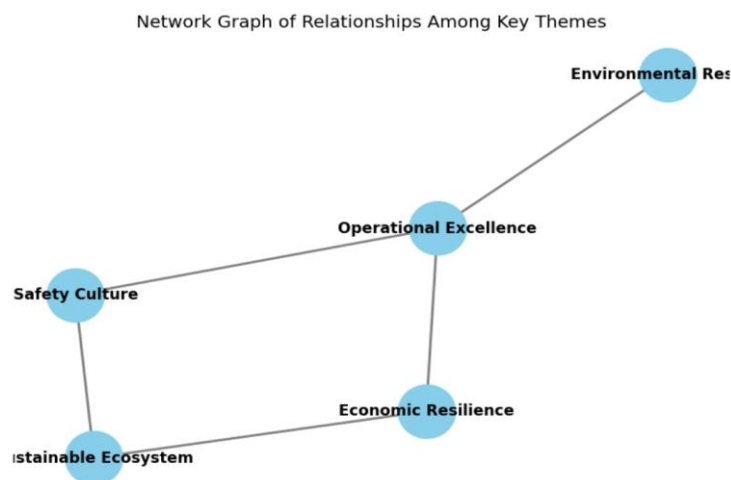 Network Graph of Relationships Among Key Themes
Environmental Res
Operational Excellence
Safety Culture
Economic Resilience
stainable Ecosystem